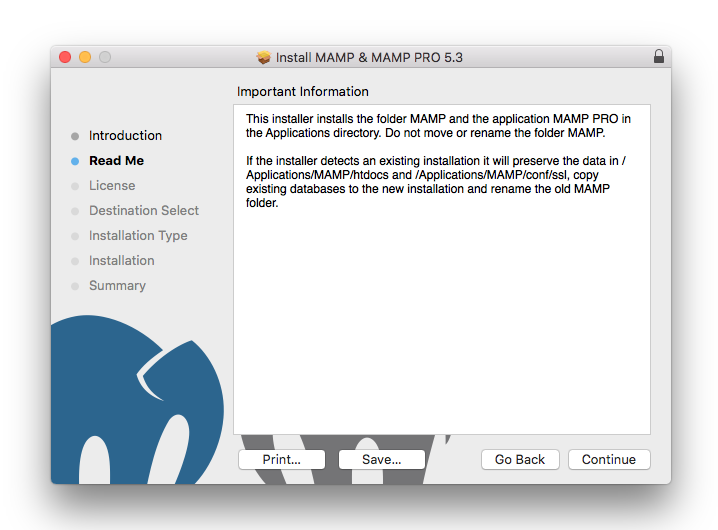 Install MAMP & MAMP PRO 5.3
Important Information
Introduction
Read Me
License
Destination Select
Installation Type
Installation
Summary
This installer installs the folder MAMP and the application MAMP PRO in
the Applications directory. Do not move or rename the folder MAMP.
If the installer detects an existing installation it will preserve the data in /
Applications/MAMP/htdocs and /Applications/MAMP/conf/ssl, copy
existing databases to the new installation and rename the old MAMP
folder.
Print...
Save...
Go Back
Continue